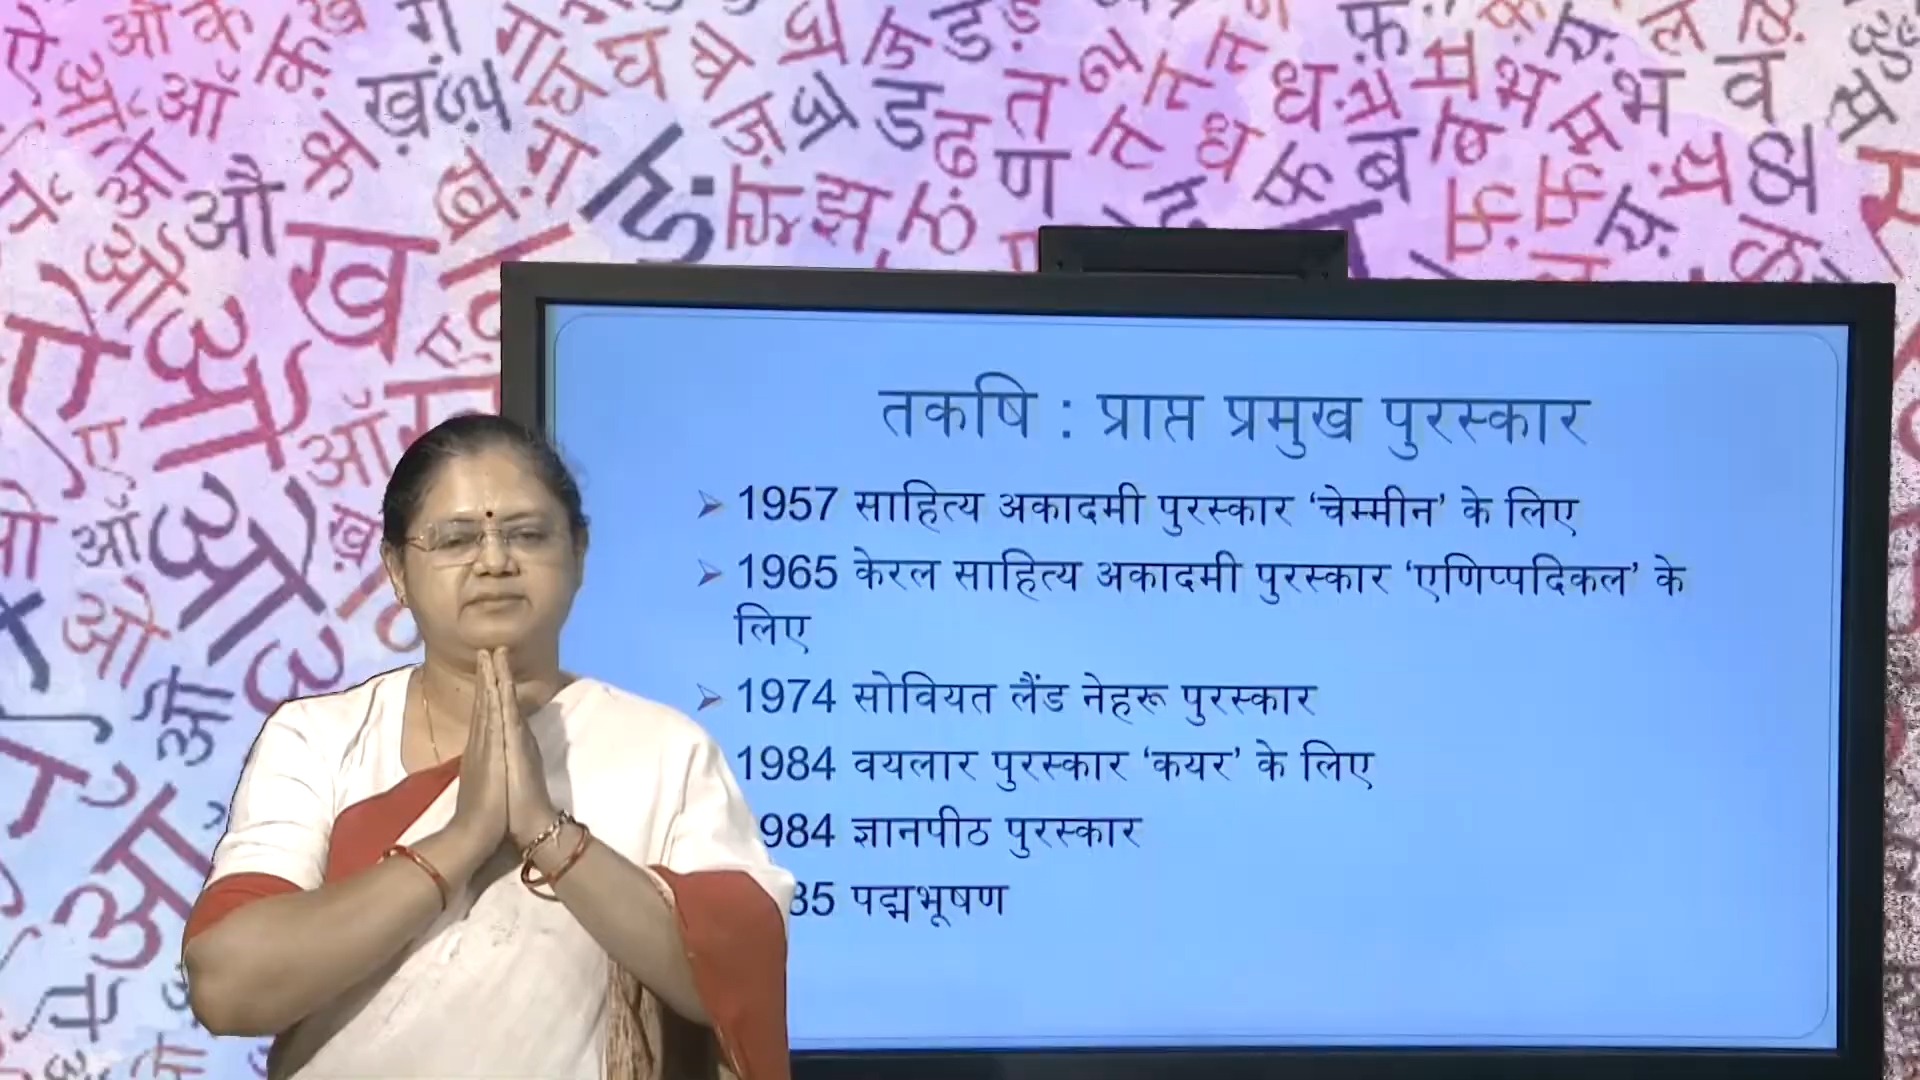 तकषि : प्राप्त प्रमुख पुरस्कार
1957 साहित्य अकादमी पुरस्कार ‘चेम्मीन’ के लिए
1965 केरल साहित्य अकादमी पुरस्कार ‘एणिप्पदिकल’ के
लिए
1974 सोवियत लैंड नेहरू पुरस्कार
1984 वयलार पुरस्कार ‘कयर’ के लिए
984 ज्ञानपीठ पुरस्कार
85 पद्मभूषण